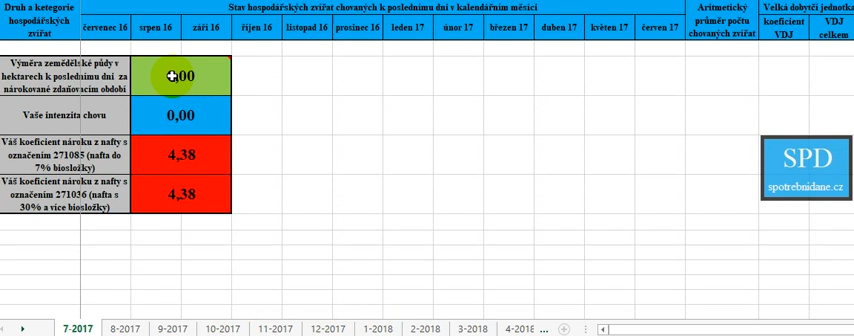 Druh a kategorie hospodářských zvířat
Stav hospodářských zvířat chovaných k poslednímu dni v kalendářním měsíci
červenec 16 srpen 16 září 16 říjen 16 listopad 16 prosinec 16 leden 17 únor 17 březen 17 duben 17 květen 17 červen 17
Aritmetický průměr počtu chovaných zvířat
Velká dobytčí jednotka
koeficient VDJ
VDJ celkem
Výměra zemědělské půdy v
hektarech k poslednímu dni za
nárokované zdaňovacím období
,00
Vaše intenzita chovu
0,00
Váš koeficient nároku z nafty s
označením 271085 (nafta do
7% biosložky)
4,38
Váš koeficient nároku z nafty s
označením 271036 (nafta s
30% a více biosložky)
4,38
SPD
spotrebnidane.cz
7-2017 8-2017 9-2017 10-2017 11-2017 12-2017 1-2018 2-2018 3-2018 4-2018 ...